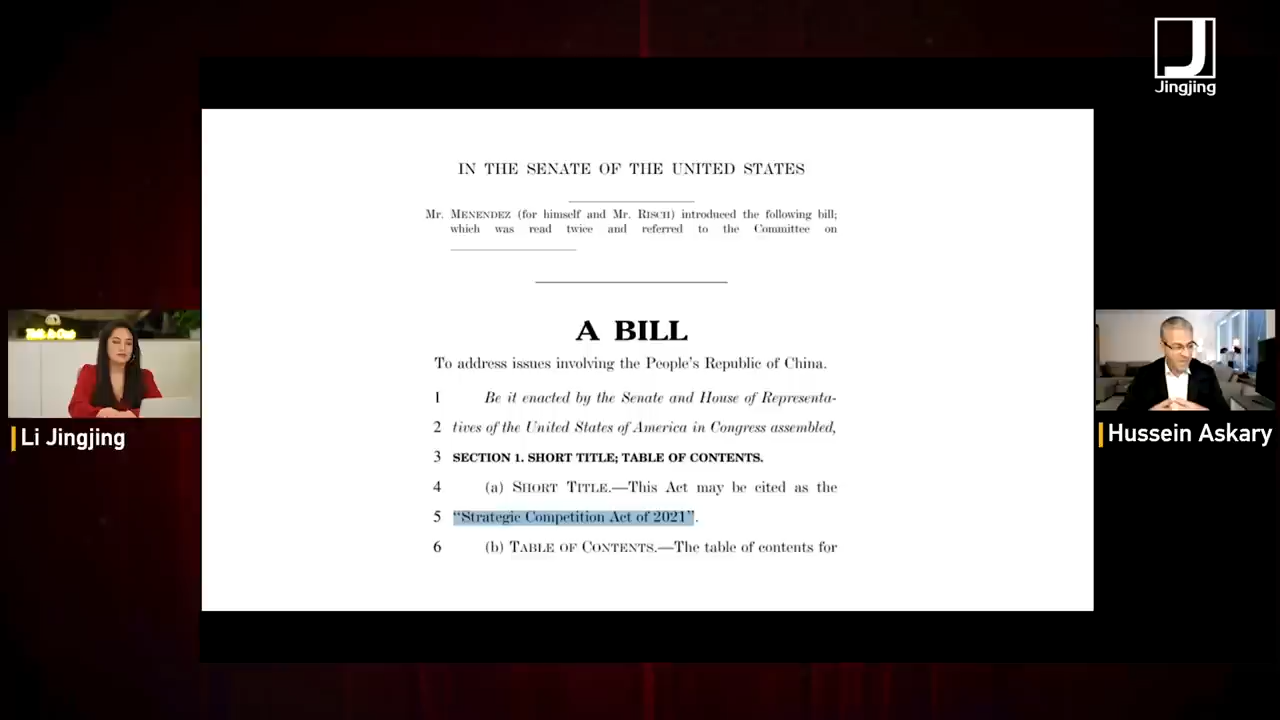 J
Jingjing
IN THE SENATE OF THE UNITED STATES
Mr. MENENDEZ (for himself and Mr. RISCH) introduced the following bill;
which was read twice and referred to the Committee on
A BILL
To address issues involving the People's Republic of China.
1 Be it enacted by the Senate and House of Representa-
2 tives of the United States of America in Congress assembled,
3 SECTION 1. SHORT TITLE; TABLE OF CONTENTS.
4 (a) SHORT TITLE.—This Act may be cited as the
5 “Strategic Competition Act of 2021”.
6 (b) TABLE OF CONTENTS.—The table of contents for
Li Jingjing
Hussein Askary